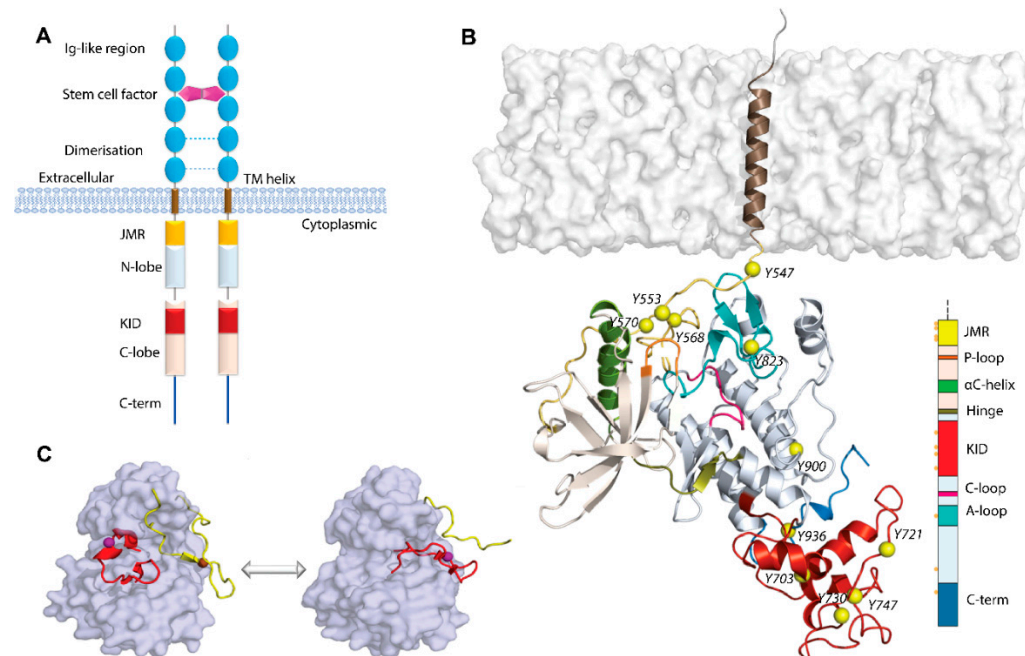 A
Ig-like region
Stem cell factor
Dimerisation
Extracellular
TM helix
Cytoplasmic
JMR
N-lobe
KID
C-lobe
C-term
B
Y547
Y553
Y570
Y568
Y823
Y900
Y936
Y721
Y703
Y730
Y747
JMR
P-loop
αC-helix
Hinge
KID
C-loop
A-loop
C-term
C